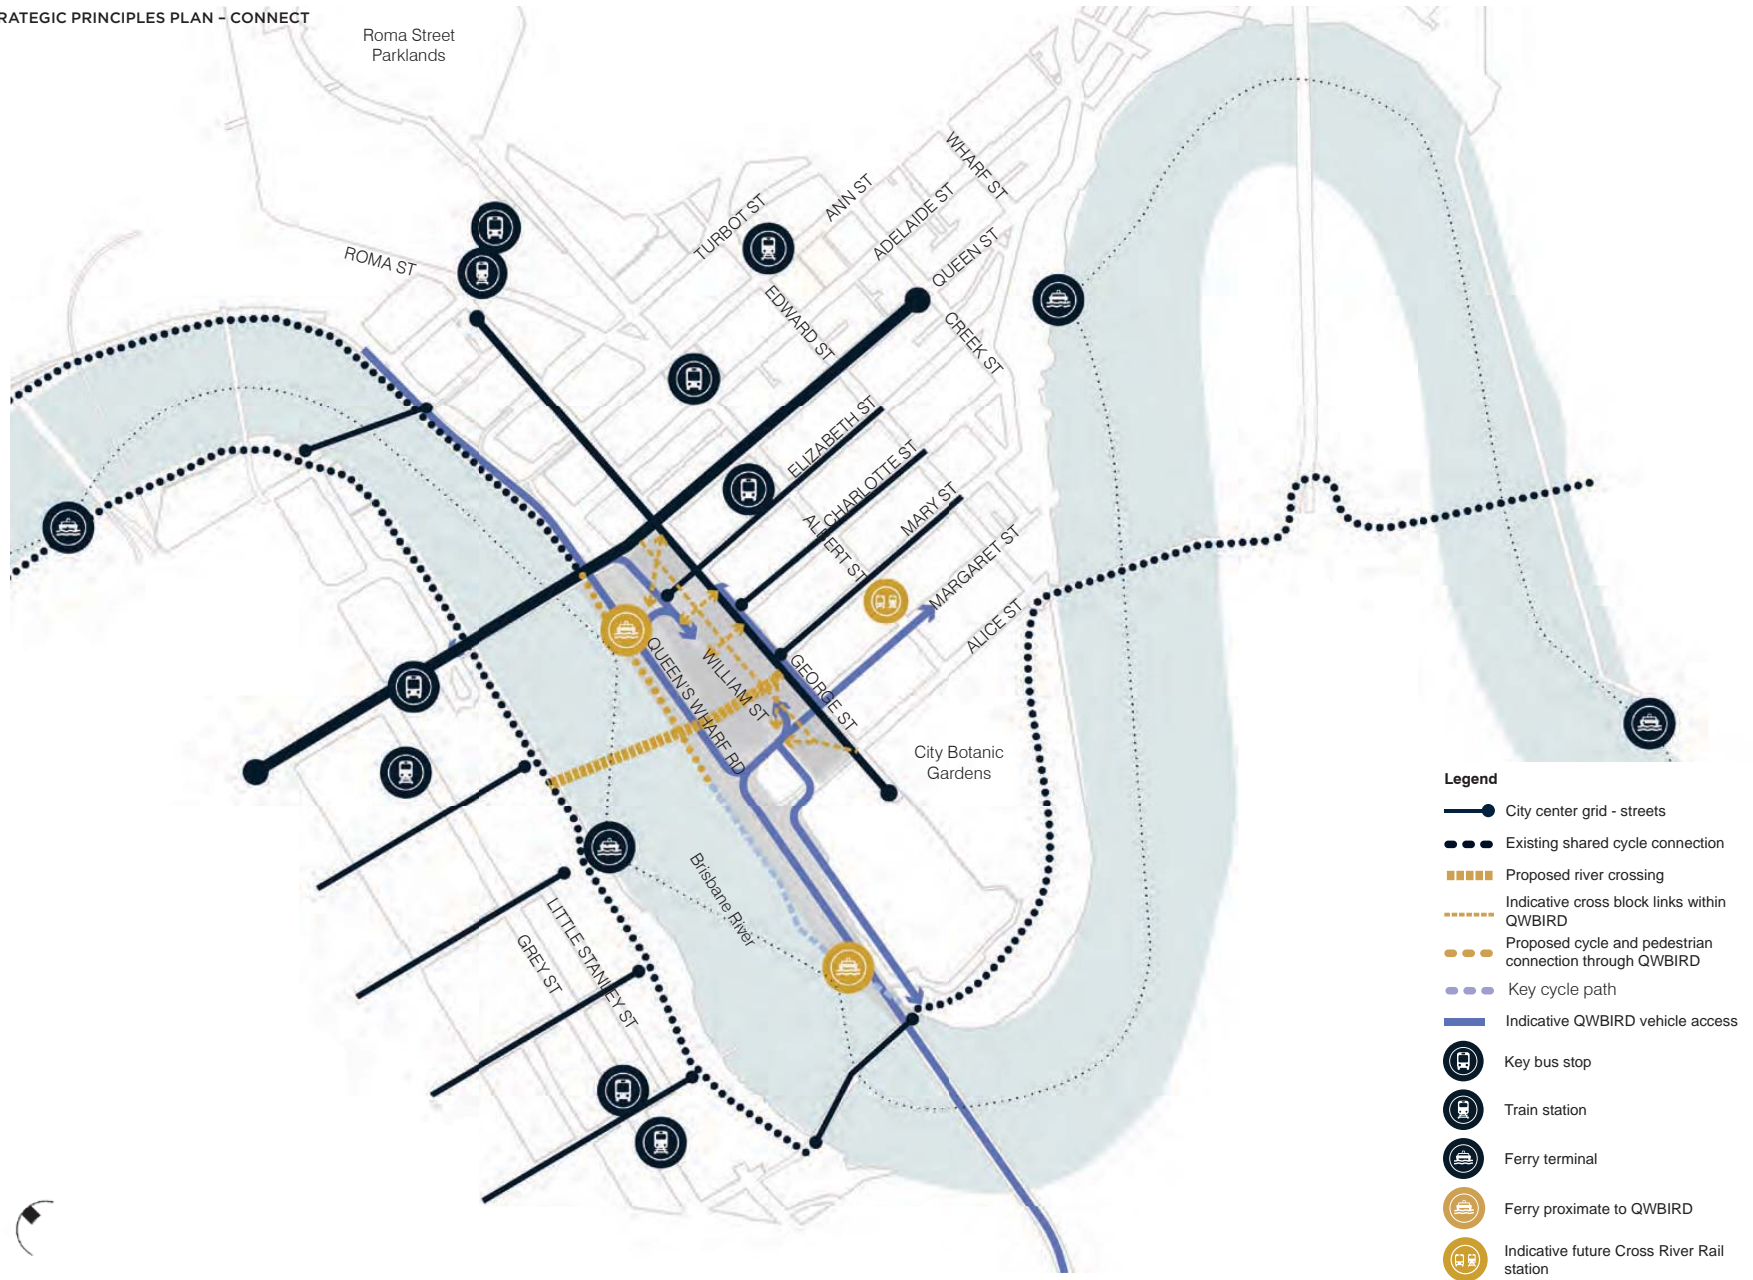 RATEGIC PRINCIPLES PLAN – CONNECT
Roma Street
Parklands
WHARF ST
ANN ST
TURBOT ST
ADELAIDE ST
QUEEN ST
ROMA ST
EDWARD ST
CREEK ST
ELIZABETH ST
CHARLOTTE ST
MARY ST
ALBERT ST
MARGARET ST
ALICE ST
QUEEN'S WHARF RD
WILLIAM ST
GEORGE ST
City Botanic
Gardens
Brisbane River
LITTLE STANLEY ST
GREY ST
Legend
City center grid - streets
Existing shared cycle connection
Proposed river crossing
Indicative cross block links within
QWBIRD
Proposed cycle and pedestrian
connection through QWBIRD
Key cycle path
Indicative QWBIRD vehicle access
Key bus stop
Train station
Ferry terminal
Ferry proximate to QWBIRD
Indicative future Cross River Rail
station